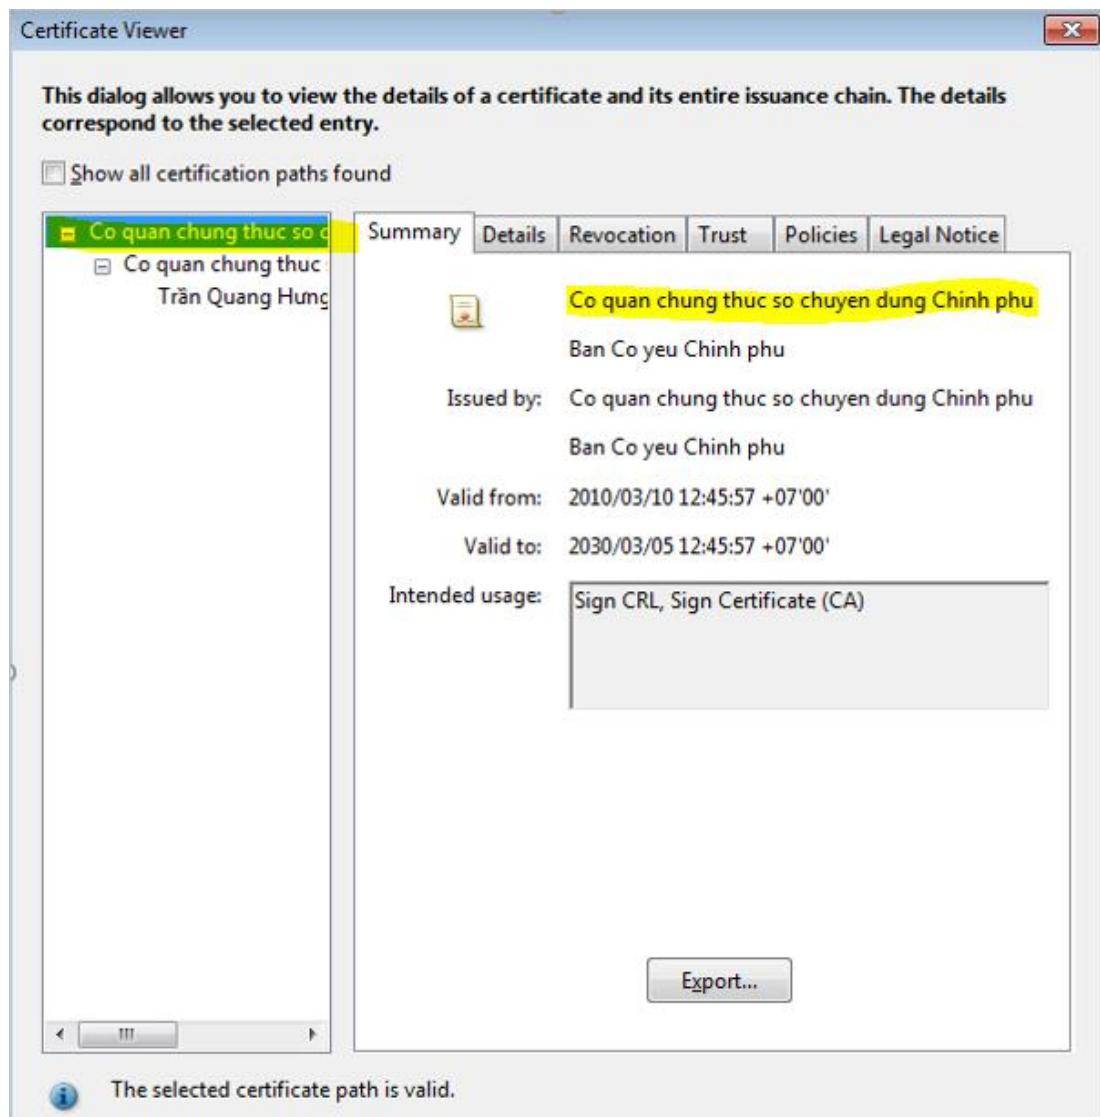 Certificate Viewer
This dialog allows you to view the details of a certificate and its entire issuance chain. The details
correspond to the selected entry.
Show all certification paths found
Co quan chung thuc so c
Co quan chung thuc
Trần Quang Hưng
Summary Details Revocation Trust Policies Legal Notice
Co quan chung thuc so chuyen dung Chinh phu
Ban Co yeu Chinh phu
Issued by: Co quan chung thuc so chuyen dung Chinh phu
Ban Co yeu Chinh phu
Valid from: 2010/03/10 12:45:57 +07'00'
Valid to: 2030/03/05 12:45:57 +07'00'
Intended usage: Sign CRL, Sign Certificate (CA)
Export...
The selected certificate path is valid.